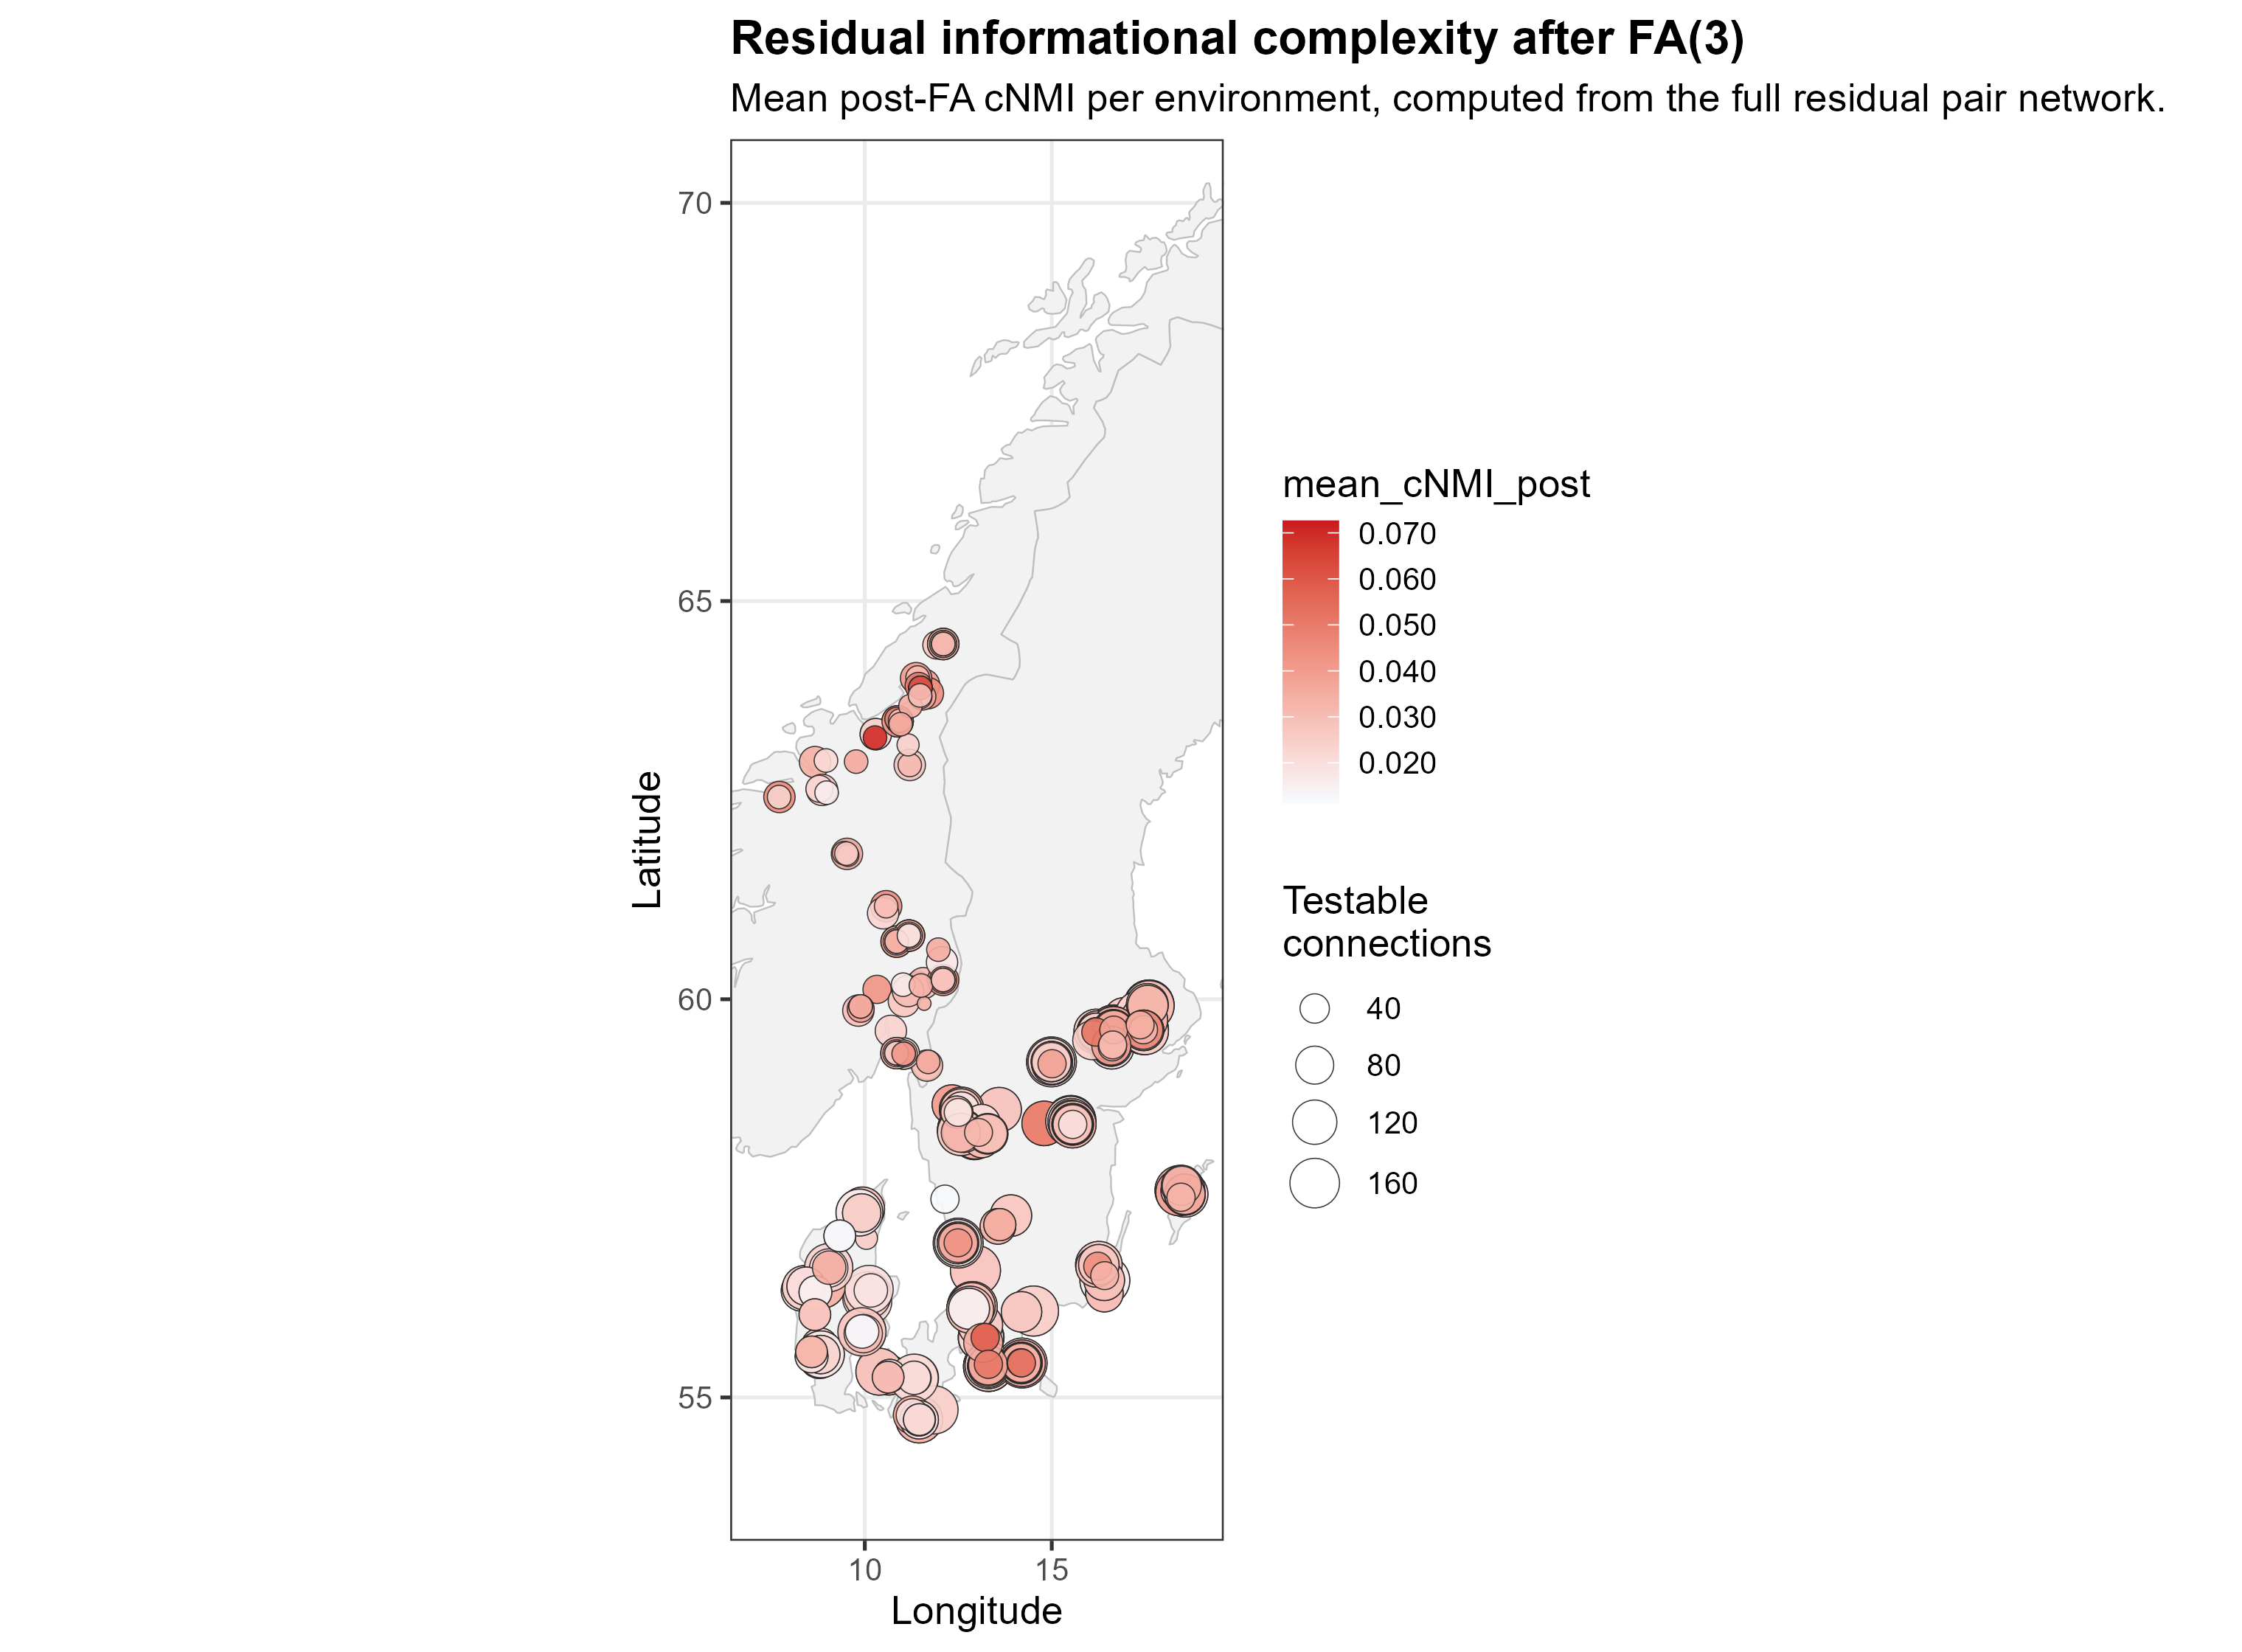 Residual informational complexity after FA(3)
Mean post-FA cNMI per environment, computed from the full residual pair network.
70
65
60
55
Latitude
10
15
Longitude
mean_cNMI_post
0.070
0.060
0.050
0.040
0.030
0.020
Testable
connections
40
80
120
160